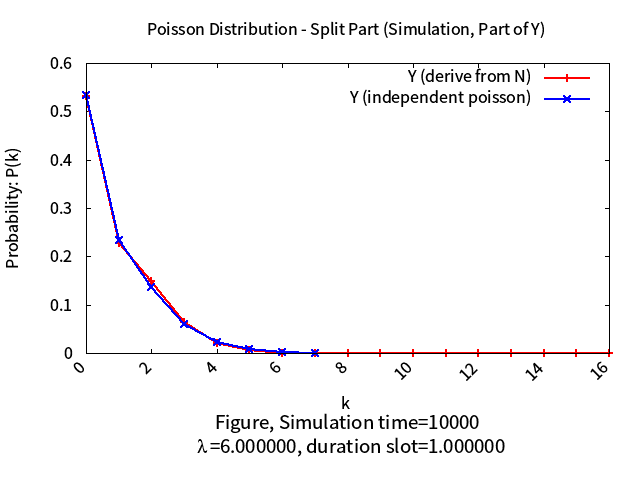 Poisson Distribution - Split Part (Simulation, Part of Y)
Y (derive from N)
Y (independent poisson)
Probability: P(k)
0.6
0.5
0.4
0.3
0.2
0.1
0
0 2 4 6 8 10 12 14 16
k
Figure, Simulation time=10000
λ=6.000000, duration slot=1.000000